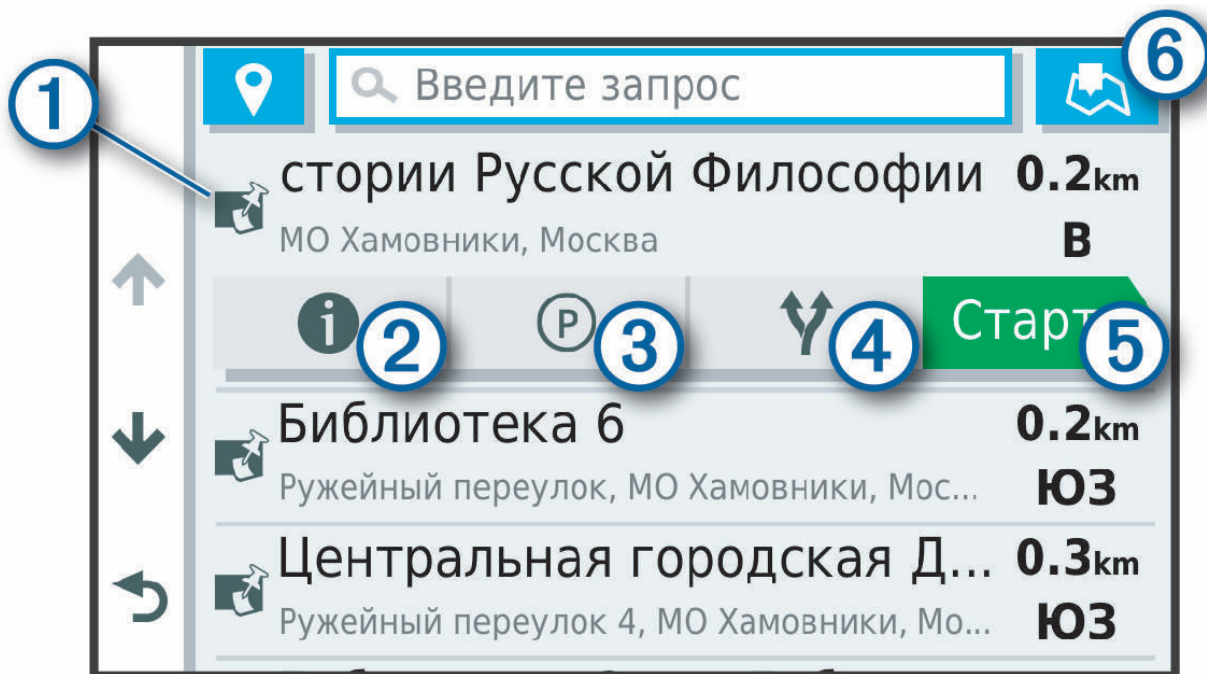 6
Введите запрос
1
стории Русской Философии 0.2km
МО Хамовники, Москва В
i 2 P 3 4 Старт 5
Библиотека 6 0.2km
Ружейный переулок, МО Хамовники, Мос... ЮЗ
Центральная городская Д... 0.3km
Ружейный переулок 4, МО Хамовники, Мо... ЮЗ